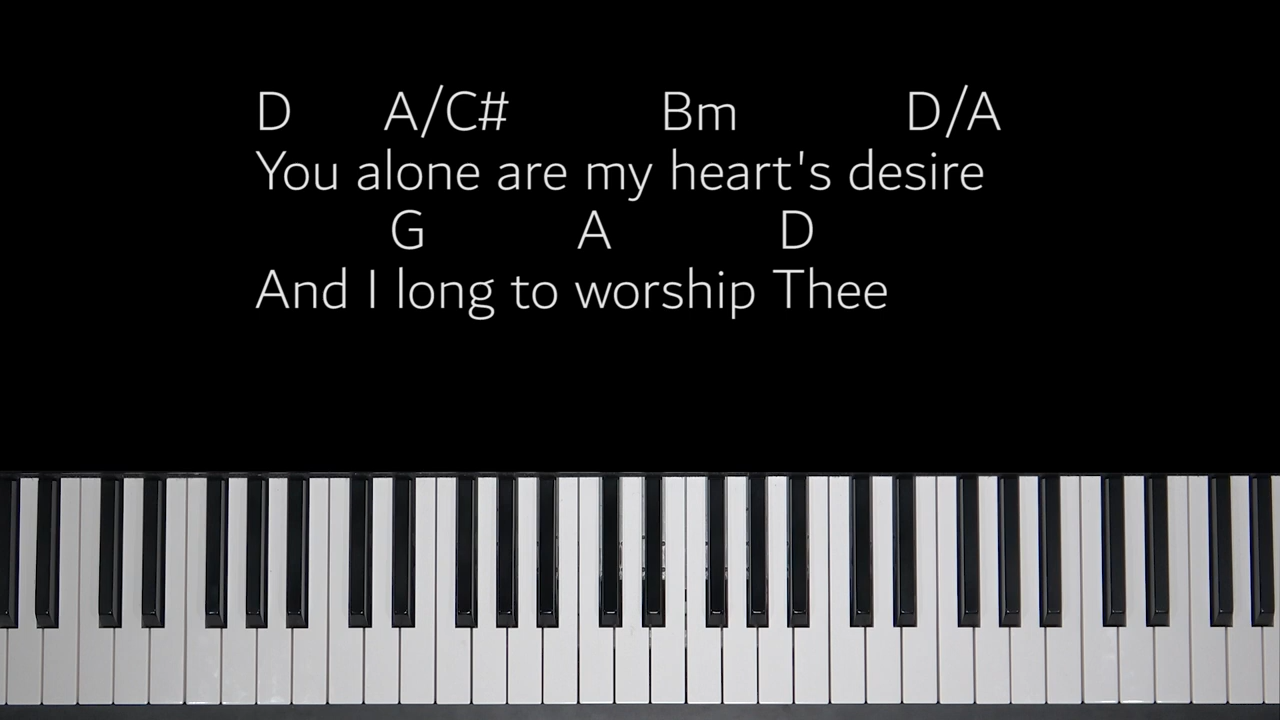 D A/C# Bm D/A
You alone are my heart's desire
G A D
And I long to worship Thee